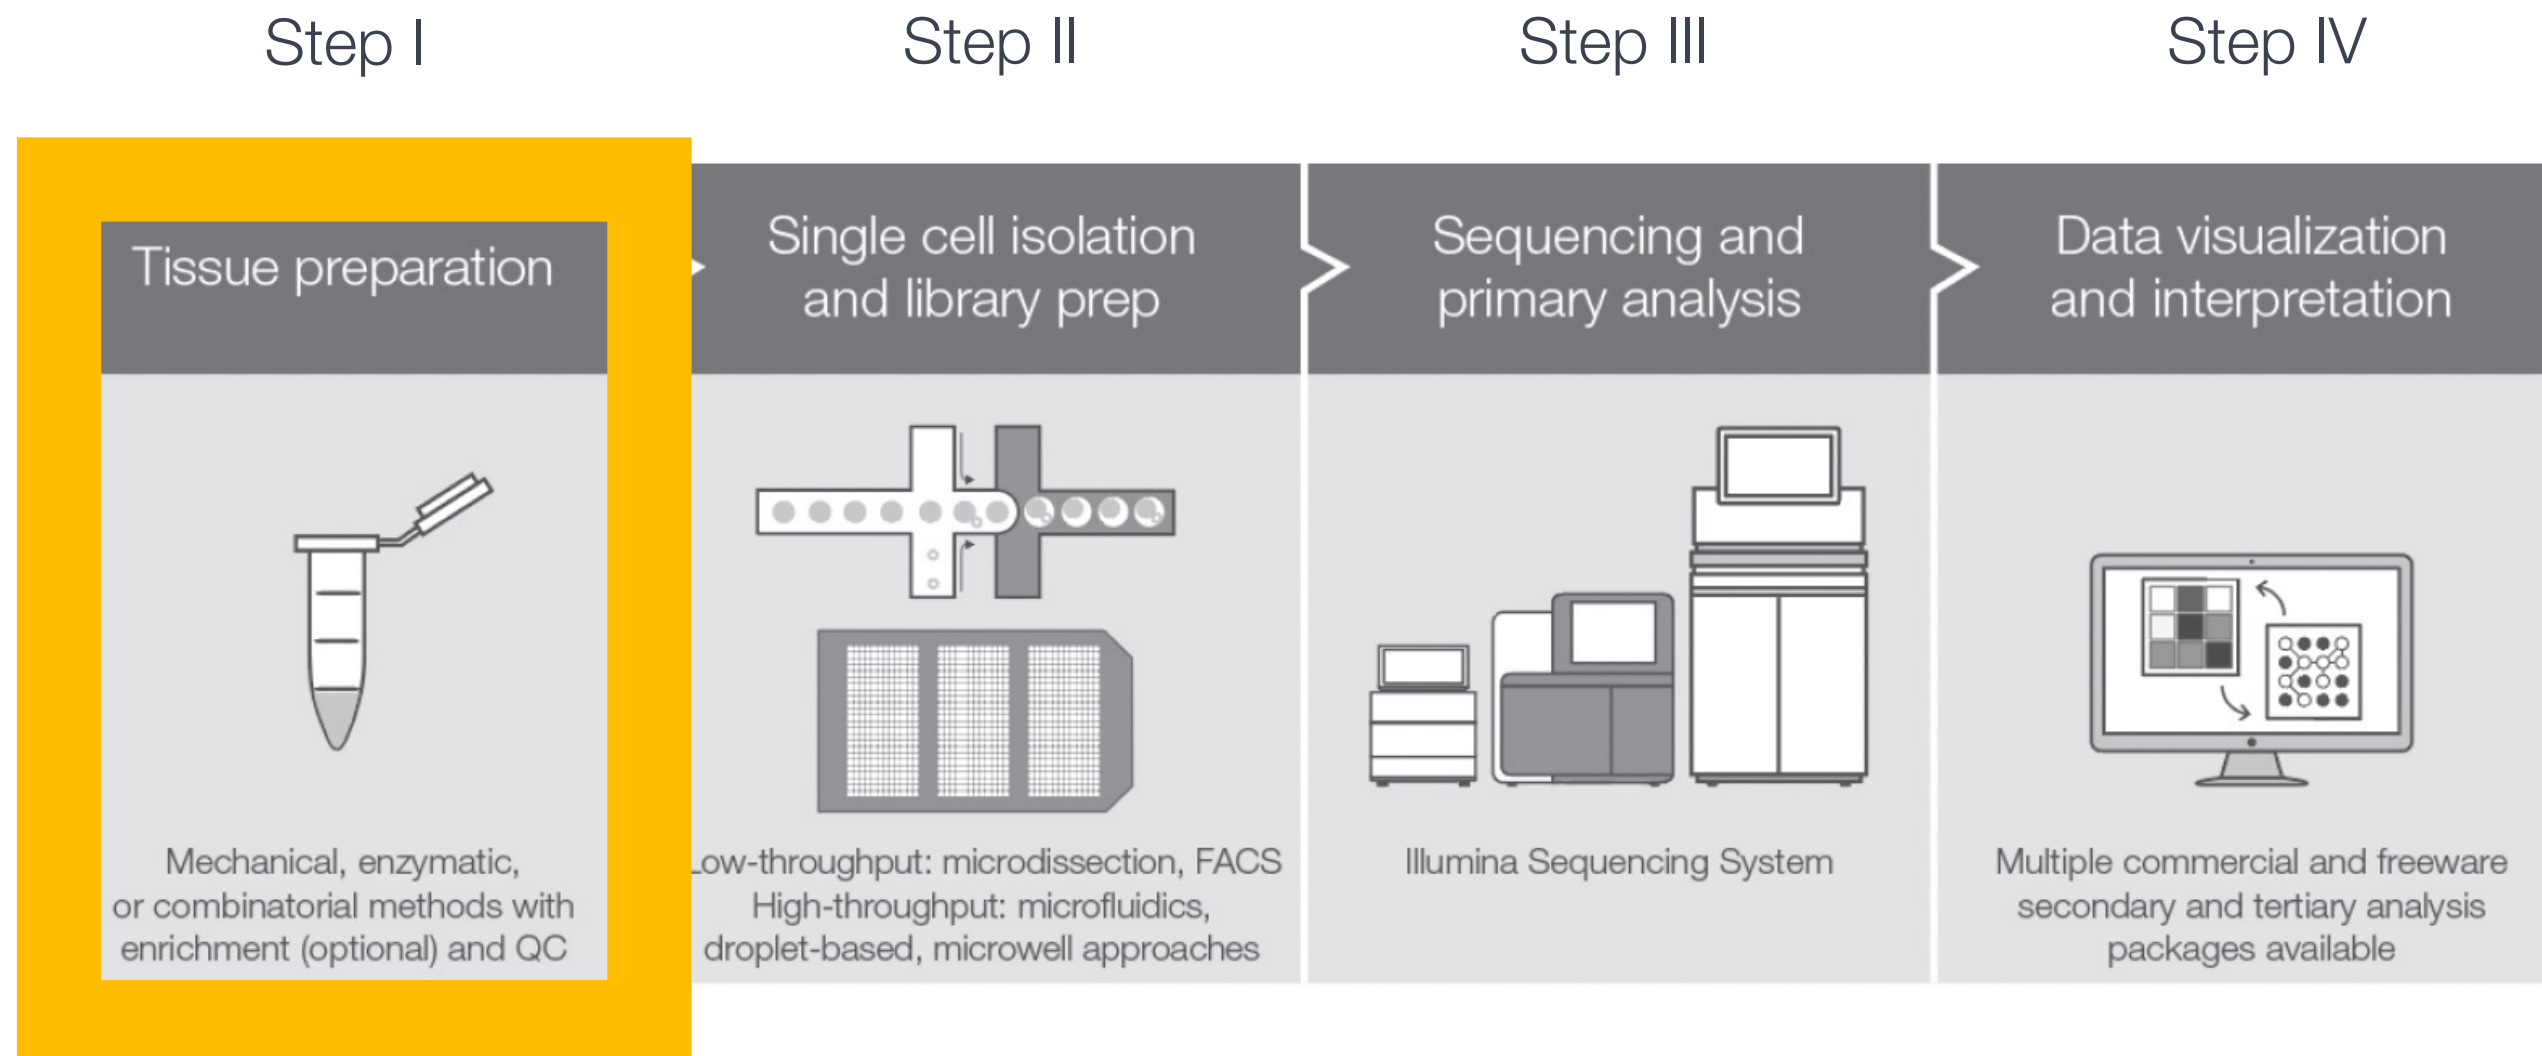 Step I
Step II
Step III
Step IV
Tissue preparation
Mechanical, enzymatic,
or combinatorial methods with
enrichment (optional) and QC
Single cell isolation
and library prep
Low-throughput: microdissection, FACS
High-throughput: microfluidics,
droplet-based, microwell approaches
Sequencing and
primary analysis
Illumina Sequencing System
Data visualization
and interpretation
Multiple commercial and freeware
secondary and tertiary analysis
packages available